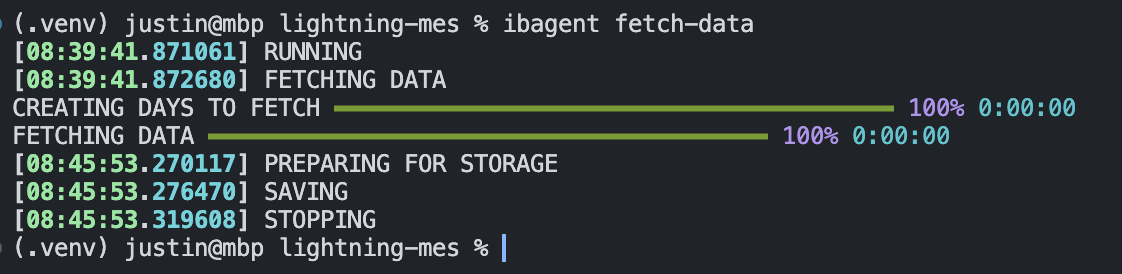 (.venv) justin@mbp lightning-mes % ibagent fetch-data
[08:39:41.871061] RUNNING
[08:39:41.872680] FETCHING DATA
CREATING DAYS TO FETCH 100% 0:00:00
FETCHING DATA 100% 0:00:00
[08:45:53.270117] PREPARING FOR STORAGE
[08:45:53.276470] SAVING
[08:45:53.319608] STOPPING
(.venv) justin@mbp lightning-mes %